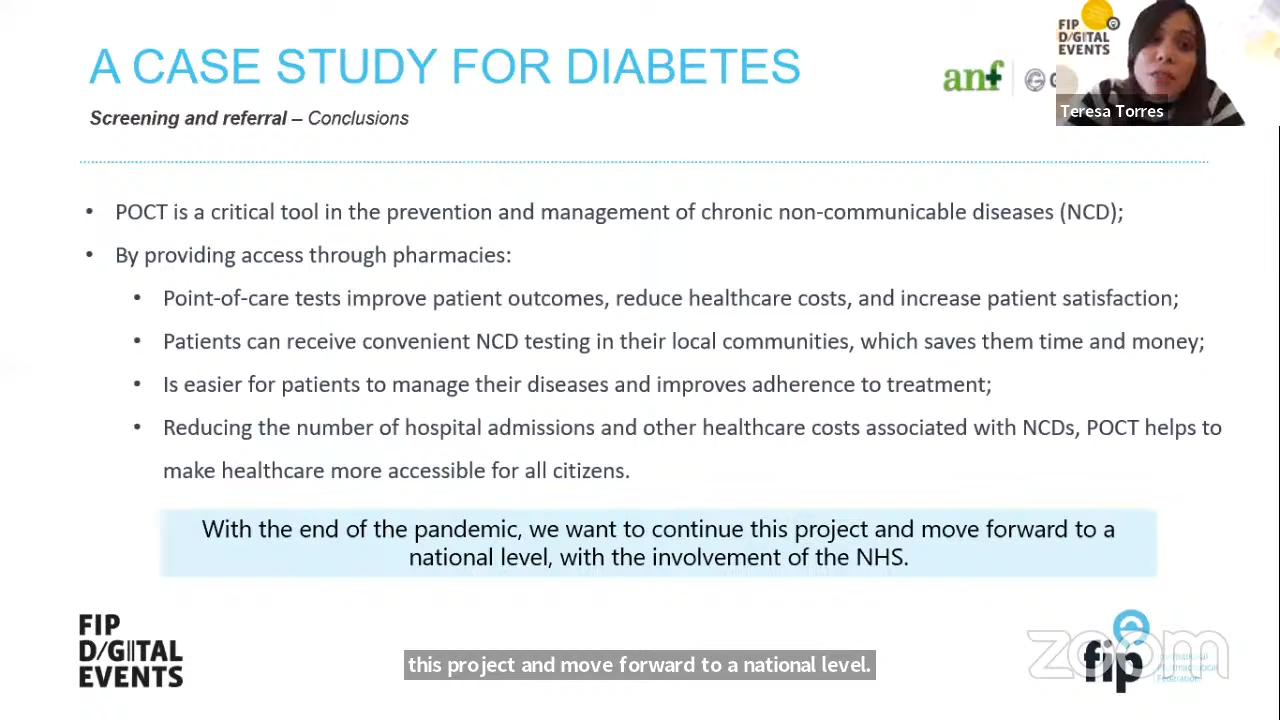 A CASE STUDY FOR DIABETES
Screening and referral – Conclusions
anf
FIP
D/GITAL
EVENTS
Teresa Torres
• POCT is a critical tool in the prevention and management of chronic non-communicable diseases (NCD);
• By providing access through pharmacies:
• Point-of-care tests improve patient outcomes, reduce healthcare costs, and increase patient satisfaction;
• Patients can receive convenient NCD testing in their local communities, which saves them time and money;
• Is easier for patients to manage their diseases and improves adherence to treatment;
• Reducing the number of hospital admissions and other healthcare costs associated with NCDs, POCT helps to
make healthcare more accessible for all citizens.
With the end of the pandemic, we want to continue this project and move forward to a
national level, with the involvement of the NHS.
FIP
D/GITAL
EVENTS
this project and move forward to a national level.
zoom
fip
Federation